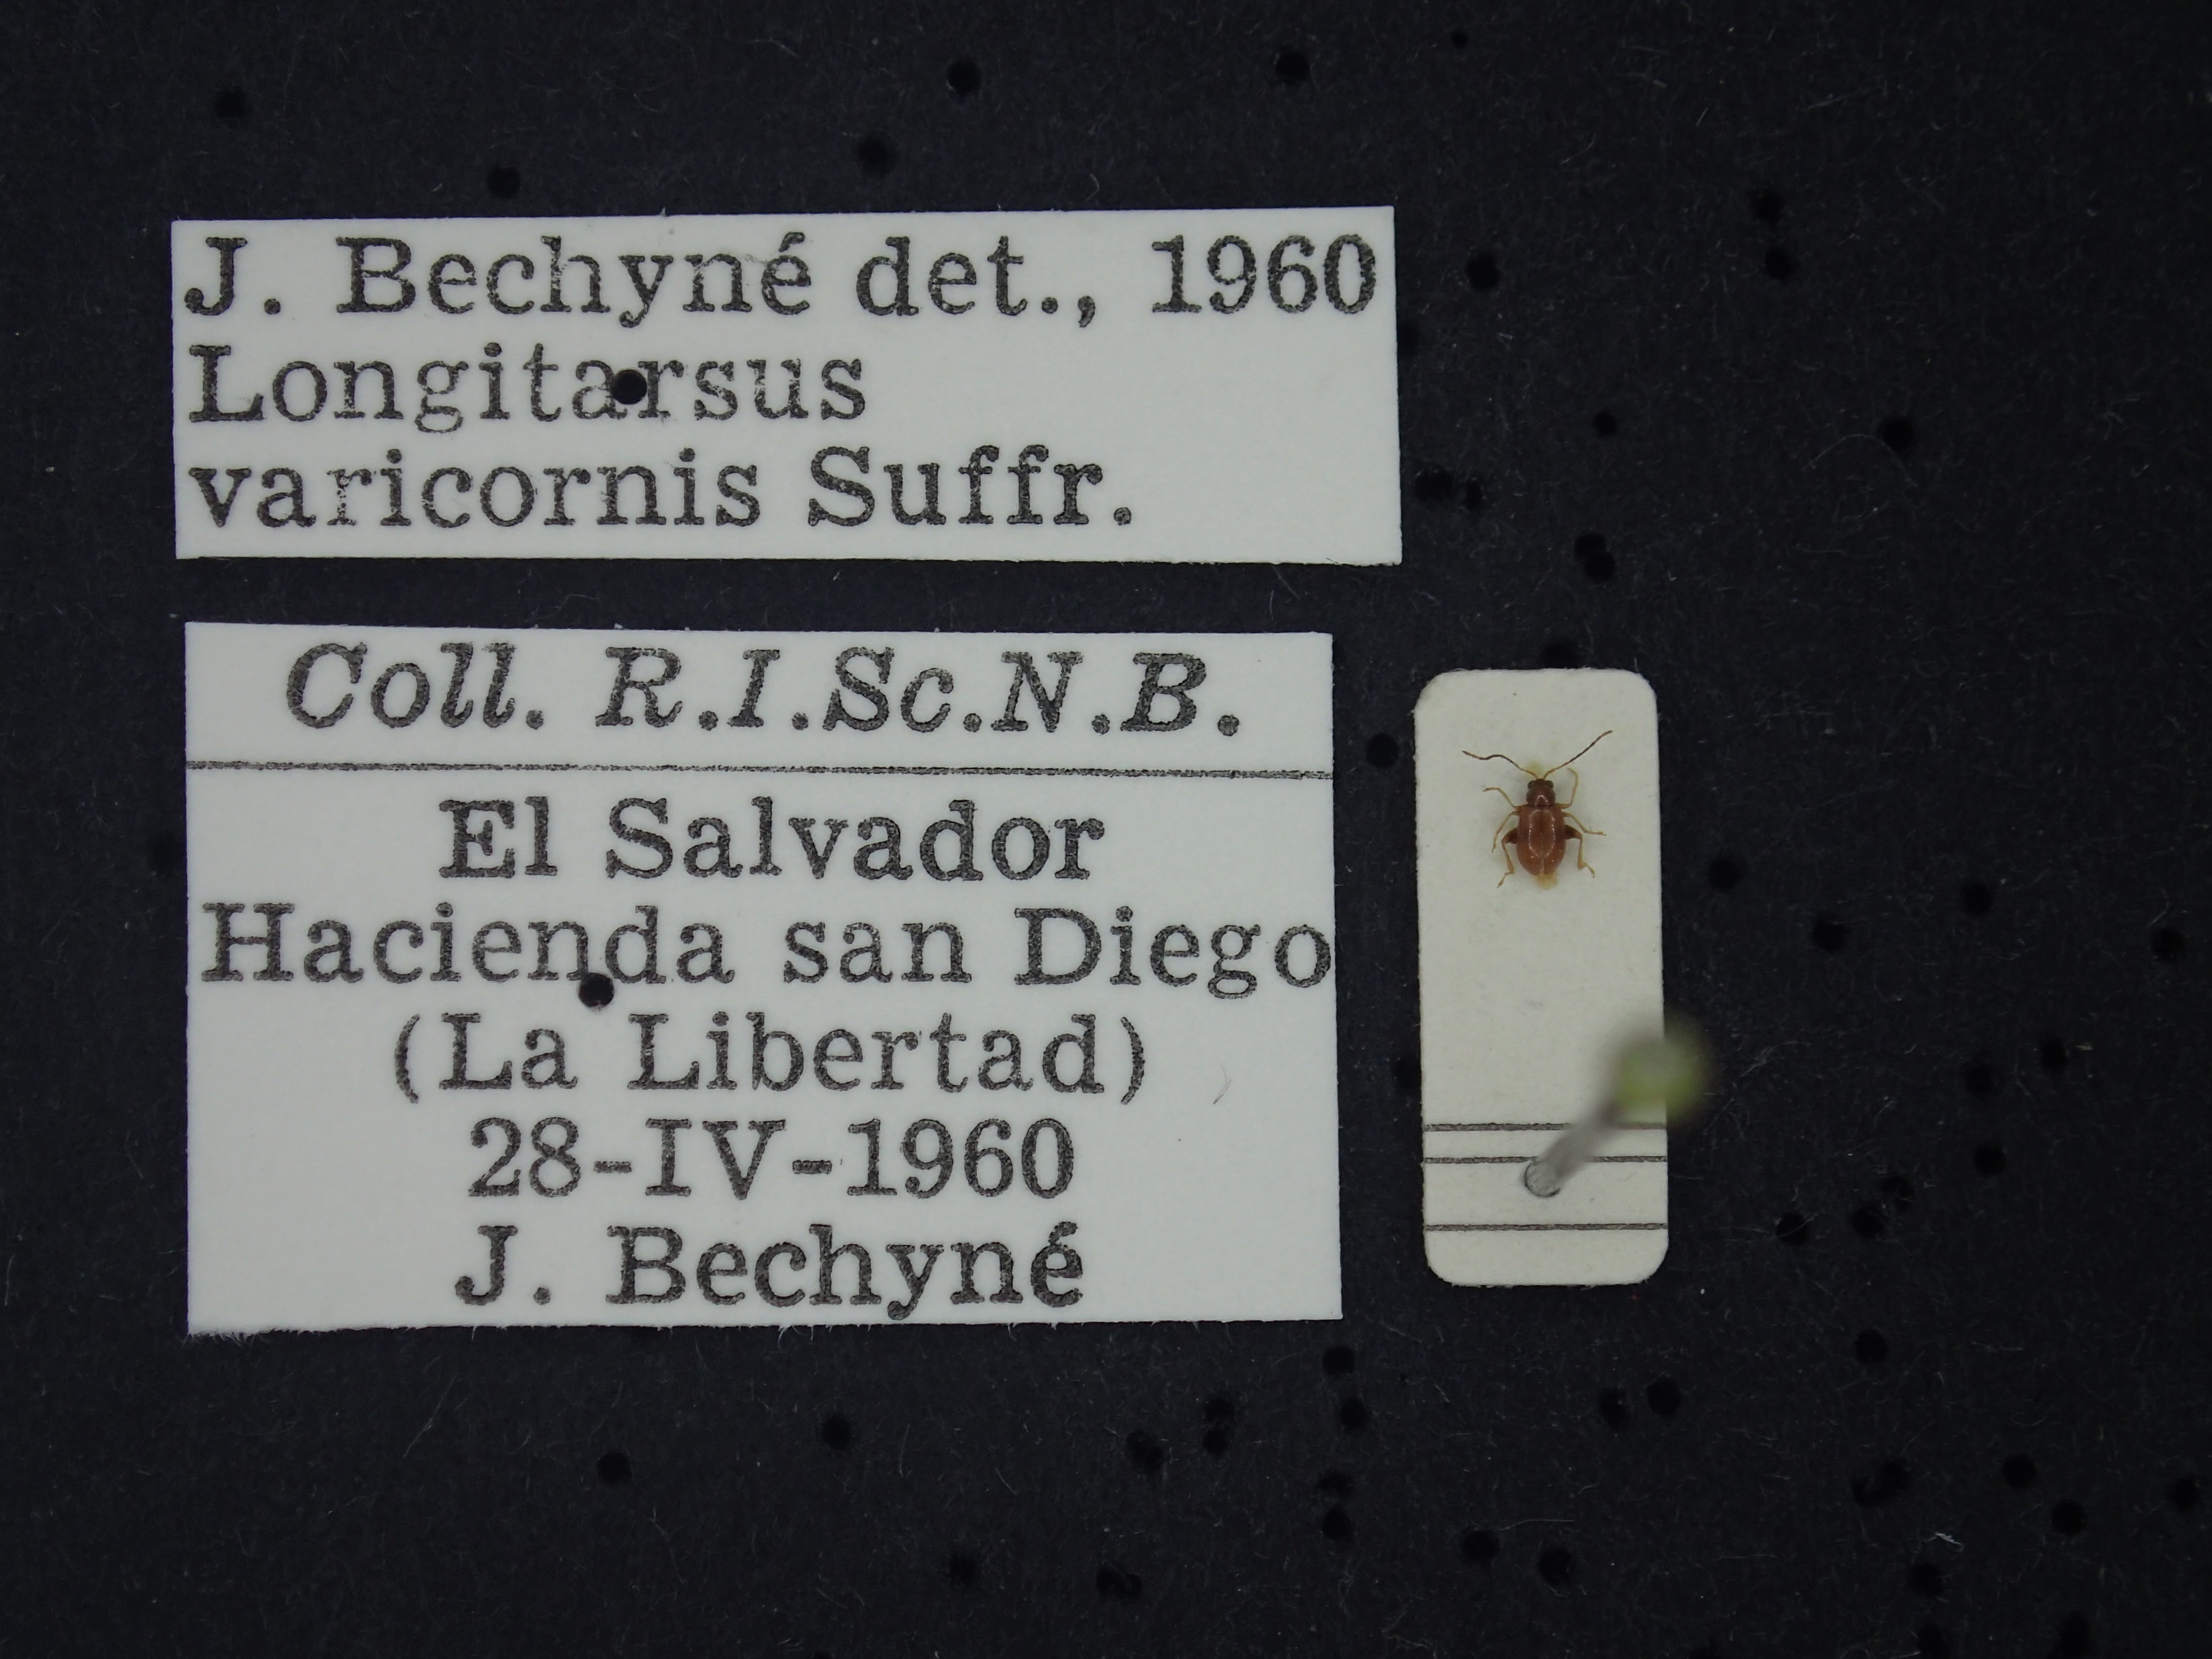 J. Bechyné det., 1960
Longitarsus
varicornis Suffr.
Coll. R.I.Sc.N.B.
El Salvador
Hacienda san Diego
(La Libertad)
28-IV-1960
J. Bechyné